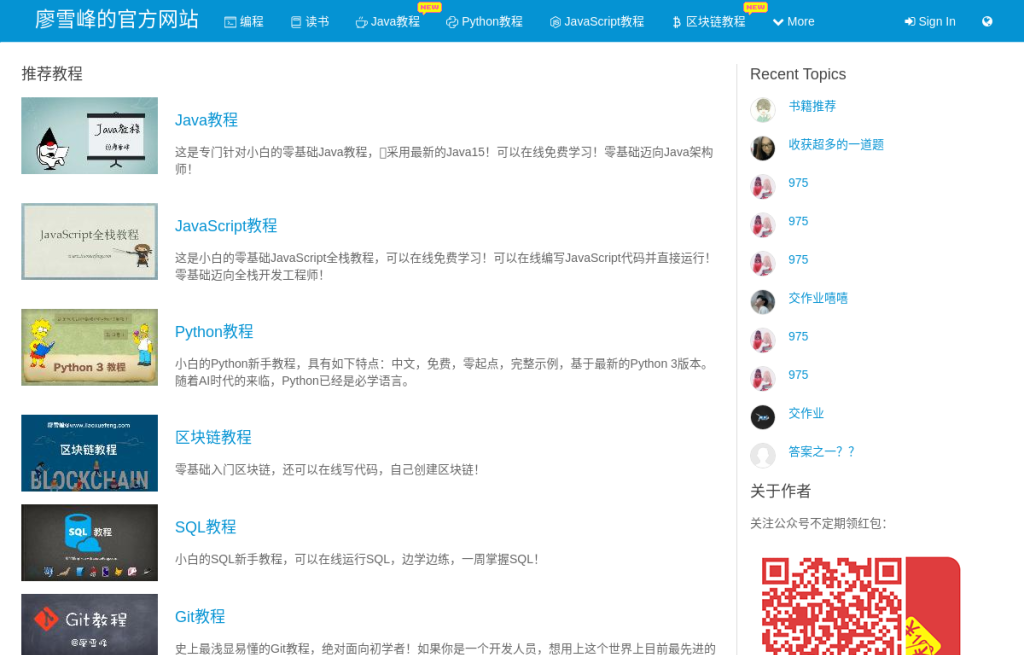 廖雪峰的官方网站
编程
读书
Java教程
NEW
Python教程
JavaScript教程
区块链教程
NEW
More
Sign In
推荐教程
Java教程
@廖雪峰
Java教程
这是专门针对小白的零基础Java教程，采用最新的Java15！可以在线免费学习！零基础迈向Java架构
师！
JavaScript全栈教程
JavaScript教程
这是小白的零基础JavaScript全栈教程，可以在线免费学习！可以在线编写JavaScript代码并直接运行！
零基础迈向全栈开发工程师！
Python 3 教程
Python教程
小白的Python新手教程，具有如下特点：中文，免费，零起点，完整示例，基于最新的Python 3版本。
随着AI时代的来临，Python已经是必学语言。
廖雪峰@www.liaoxuefeng.com
区块链教程
BLOCKCHAIN
区块链教程
零基础入门区块链，还可以在线写代码，自己创建区块链！
SQL 教程
SQL教程
小白的SQL新手教程，可以在线运行SQL，边学边练，一周掌握SQL！
Git教程
@廖雪峰
Git教程
史上最浅显易懂的Git教程，绝对面向初学者！如果你是一个开发人员，想用上这个世界上目前最先进的
Recent Topics
书籍推荐
收获超多的一道题
975
975
975
交作业嘻嘻
975
975
交作业
答案之一？？
关于作者
关注公众号不定期领红包：